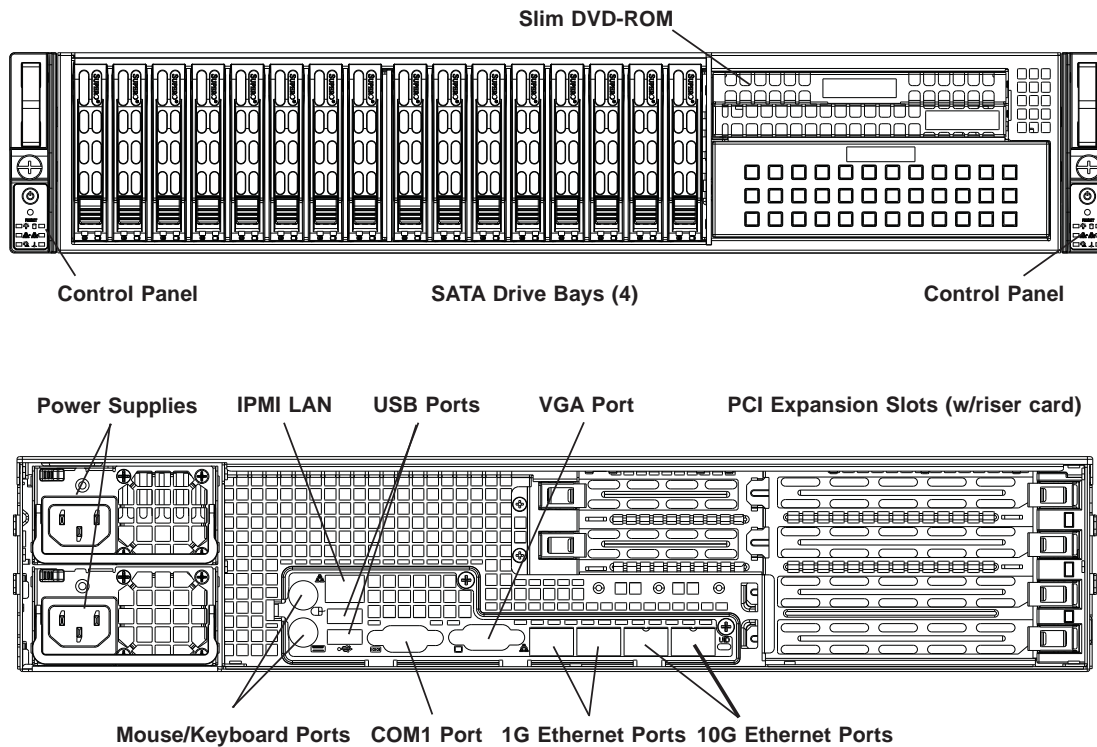 Slim DVD-ROM
Control Panel
SATA Drive Bays (4)
Control Panel
Power Supplies
IPMI LAN
USB Ports
VGA Port
PCI Expansion Slots (w/riser card)
Mouse/Keyboard Ports
COM1 Port
1G Ethernet Ports
10G Ethernet Ports